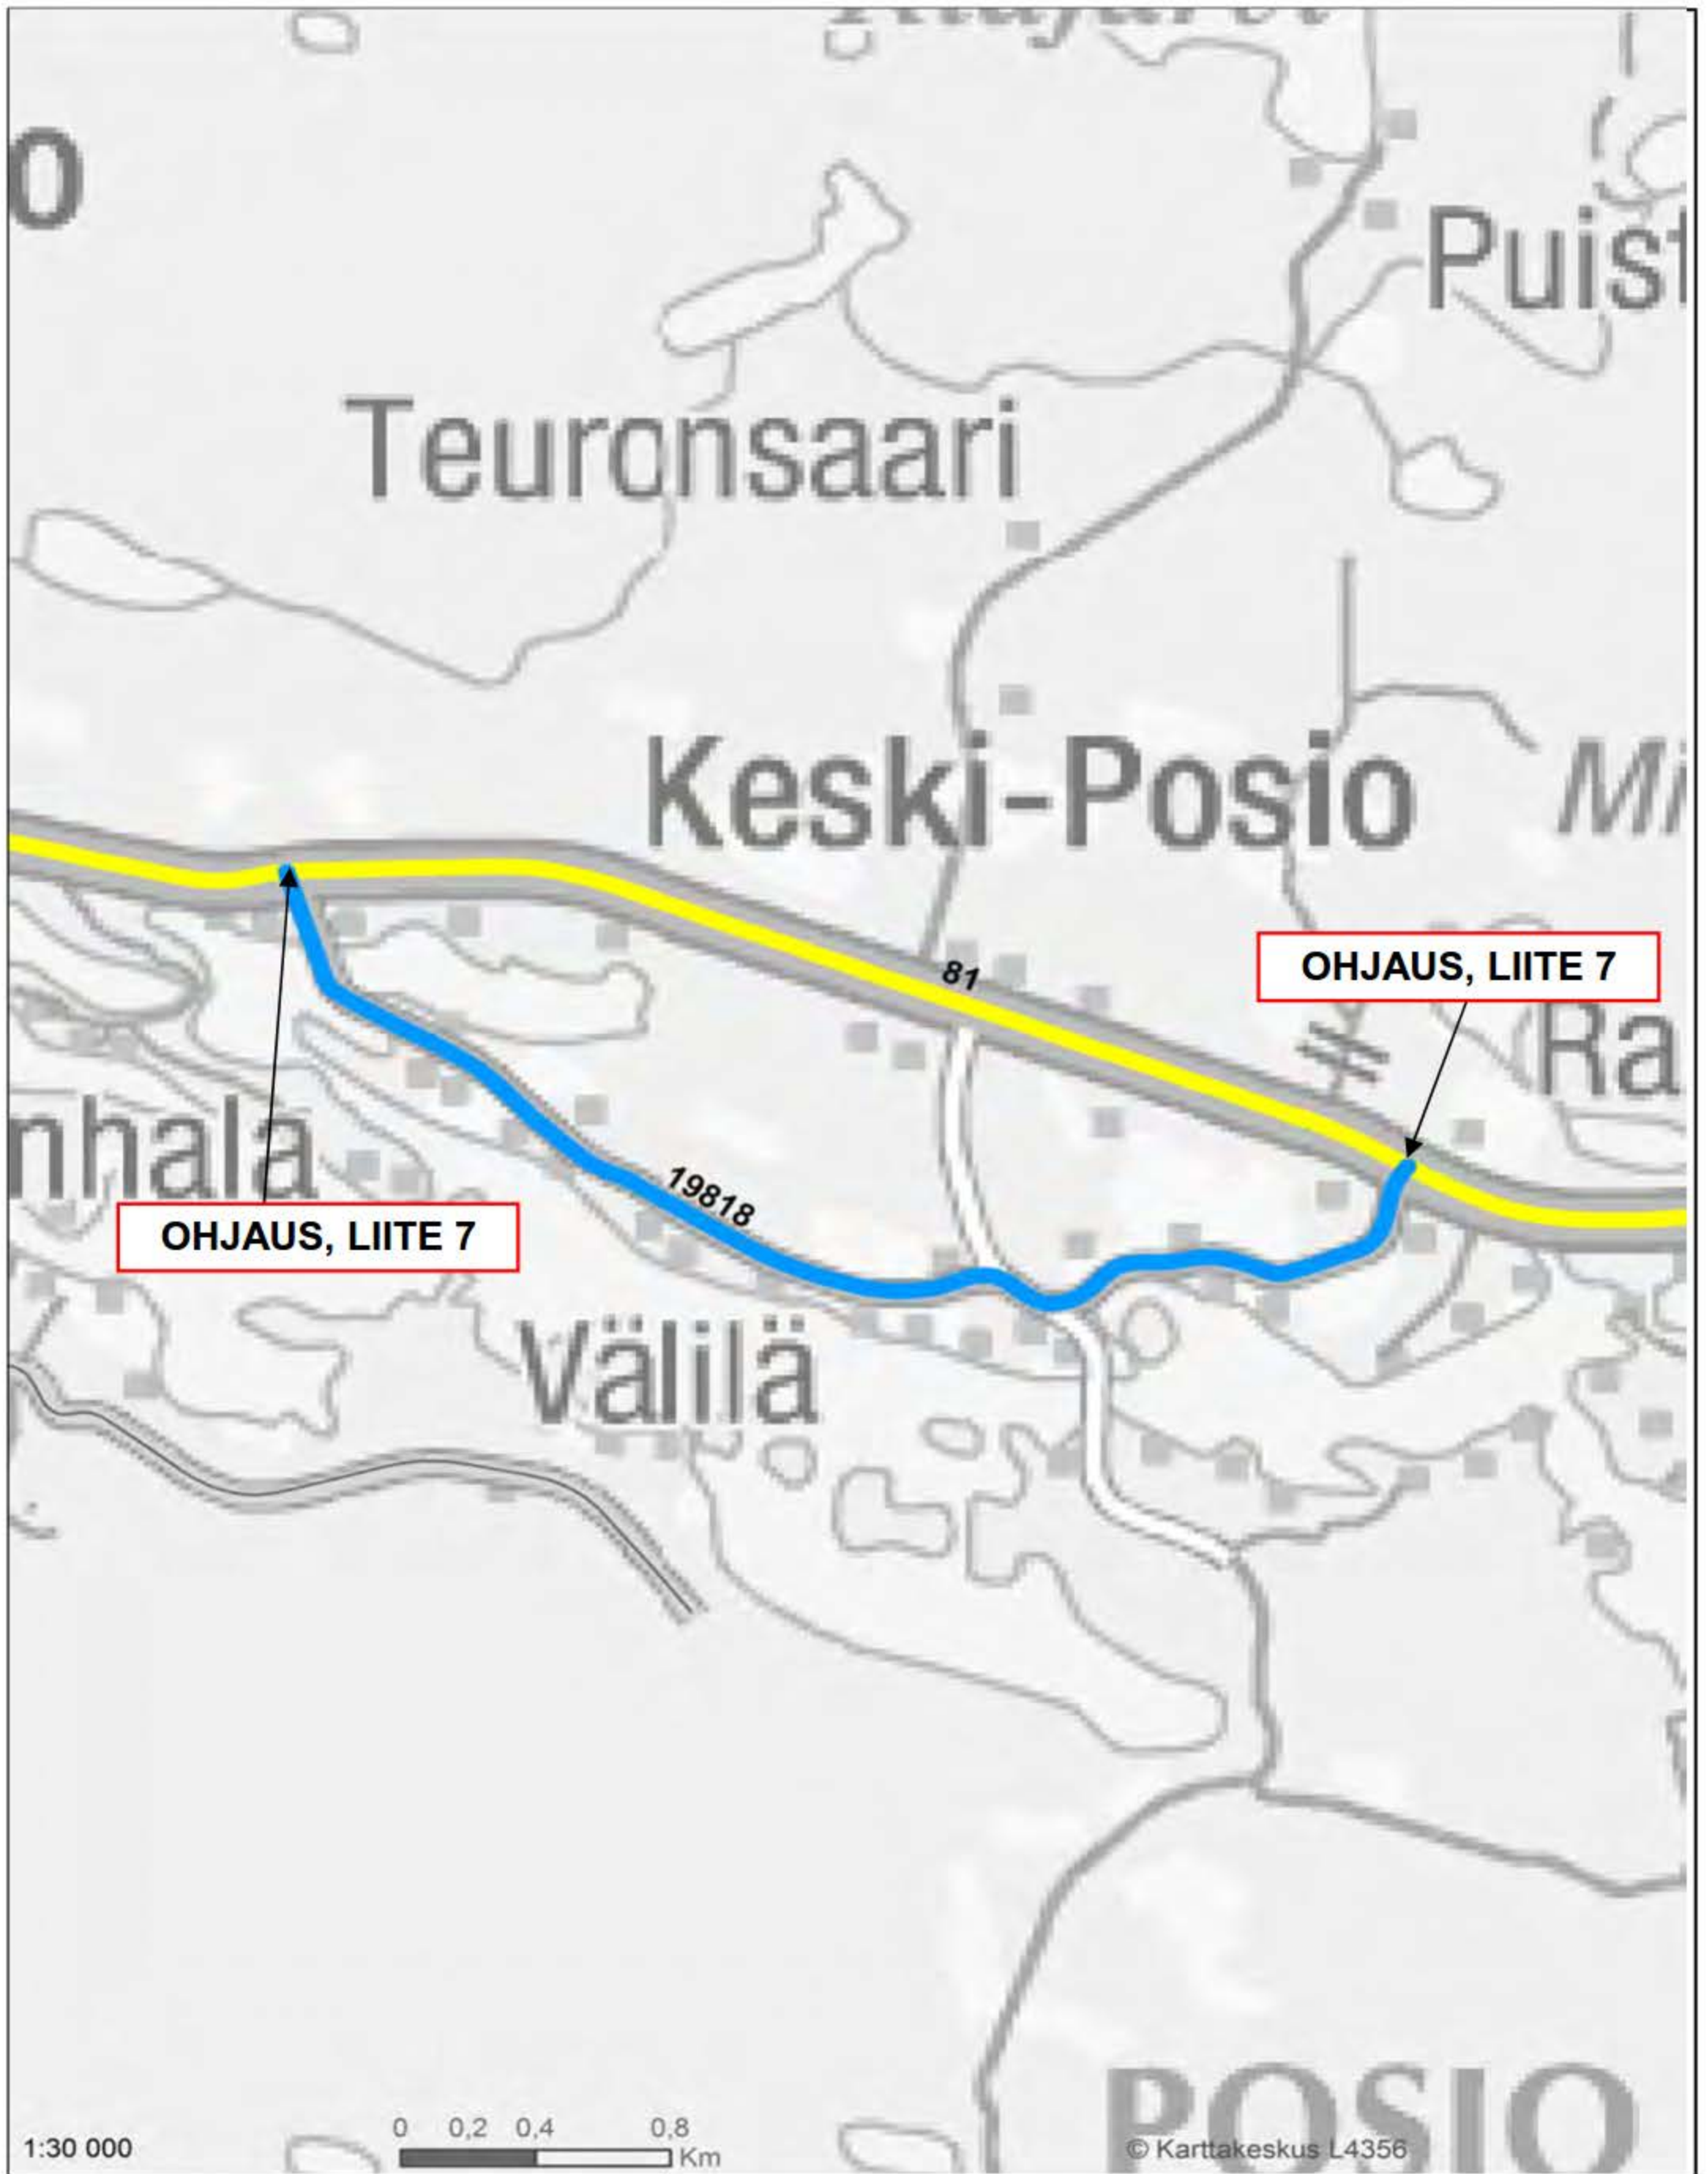 o
Puist
Teuronsaari
Keski-Posio
Mi
81
OHJAUS, LIITE 7
Ra
nhala
19818
OHJAUS, LIITE 7
Välilä
POSIO
0 0,2 0,4 0,8
Km
1:30 000
© Karttakeskus L4356